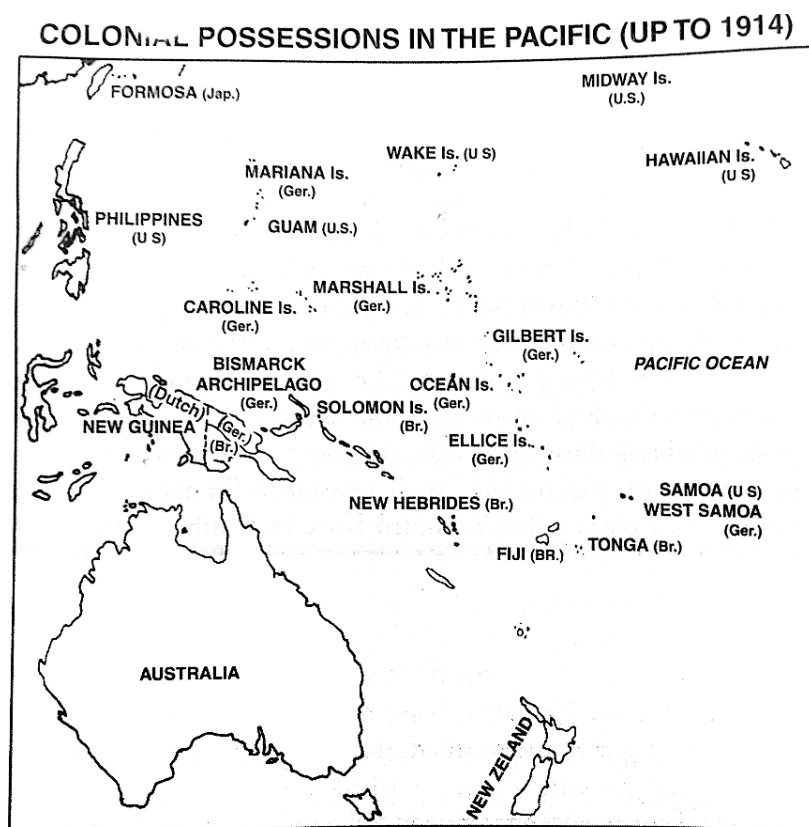 COLONIAL POSSESSIONS IN THE PACIFIC (UP TO 1914)
FORMOSA (Jap.)
MIDWAY Is.
(U.S.)
WAKE Is. (U S)
HAWAIIAN Is.
(U S)
MARIANA Is.
(Ger.)
PHILIPPINES
(U S)
GUAM (U.S.)
MARSHALL Is.
(Ger.)
CAROLINE Is.
(Ger.)
GILBERT Is.
(Ger.)
BISMARCK
ARCHIPELAGO
(Ger.)
PACIFIC OCEAN
OCEAN Is.
(Ger.)
(Dutch)
SOLOMON Is.
(Br.)
NEW GUINEA
(Ger.)
(Br.)
ELLICE Is.
(Ger.)
NEW HEBRIDES (Br.)
SAMOA (U S)
WEST SAMOA
(Ger.)
FIJI (BR.)
TONGA (Br.)
AUSTRALIA
NEW ZELAND